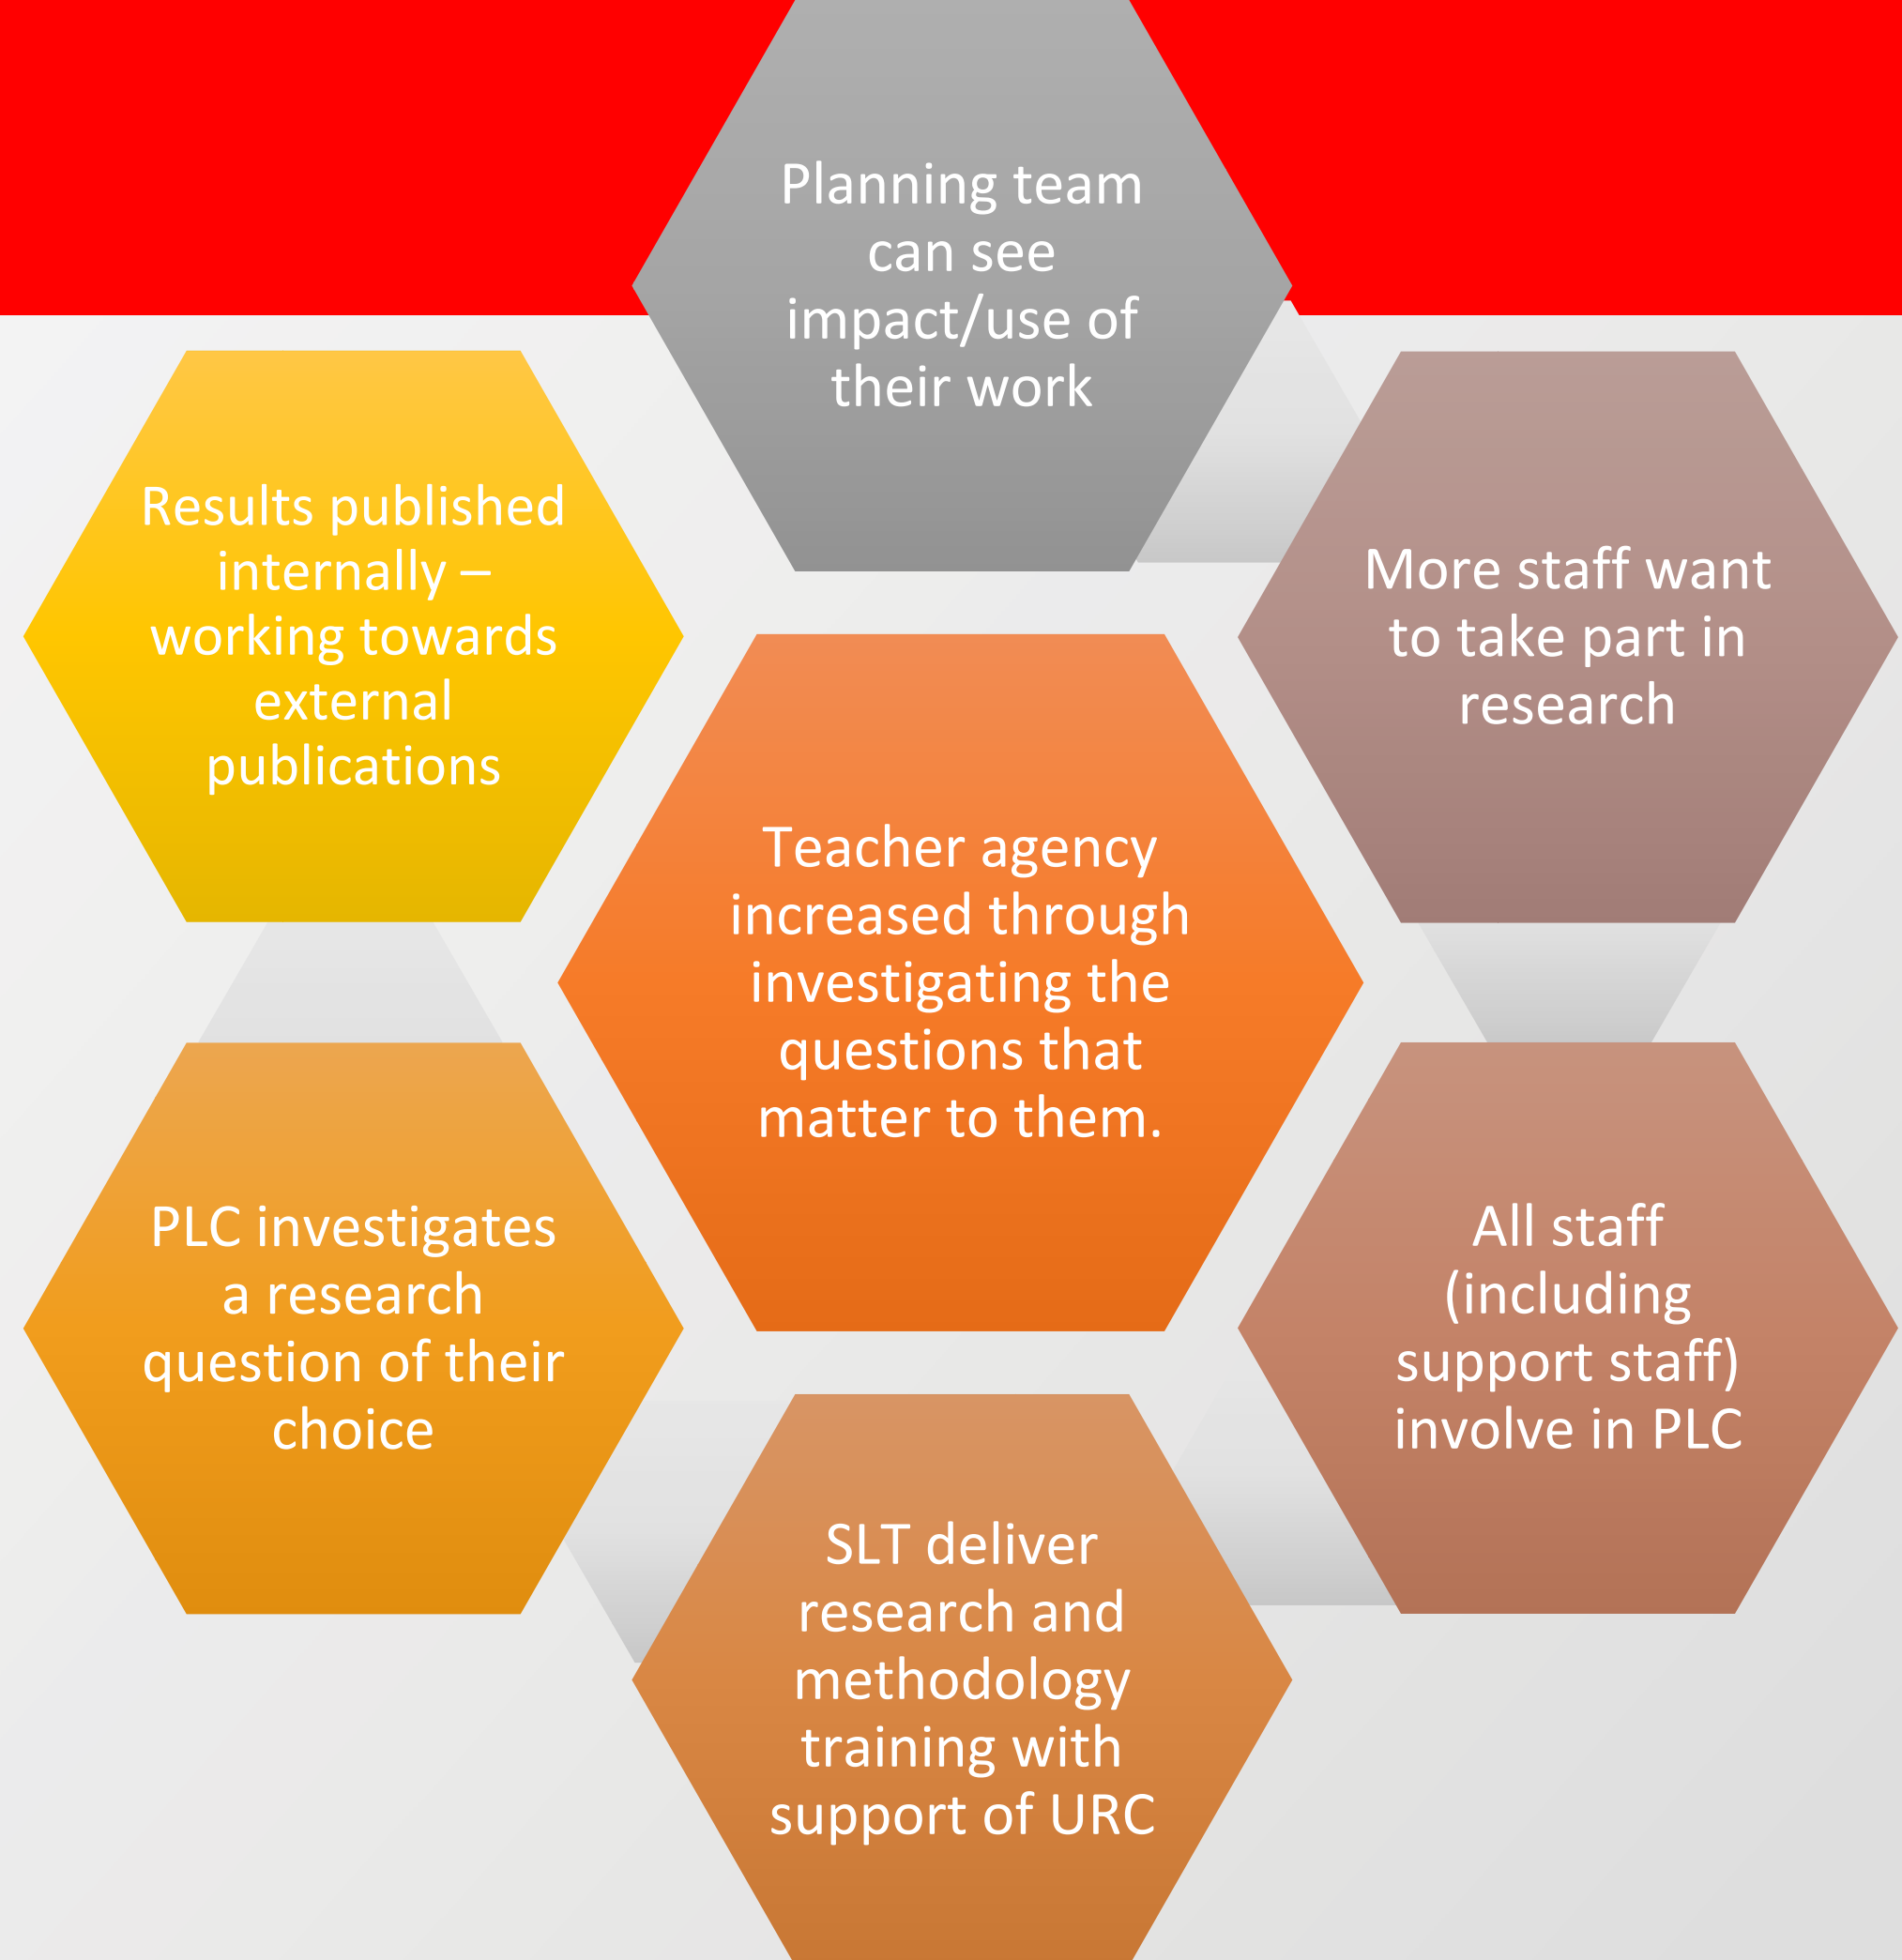 Planning team
can see
impact/use of
their work
Results published
internally –
working towards
external
publications
More staff want
to take part in
research
Teacher agency
increased through
investigating the
questions that
matter to them.
PLC investigates
a research
question of their
choice
All staff
(including
support staff)
involve in PLC
SLT deliver
research and
methodology
training with
support of URC